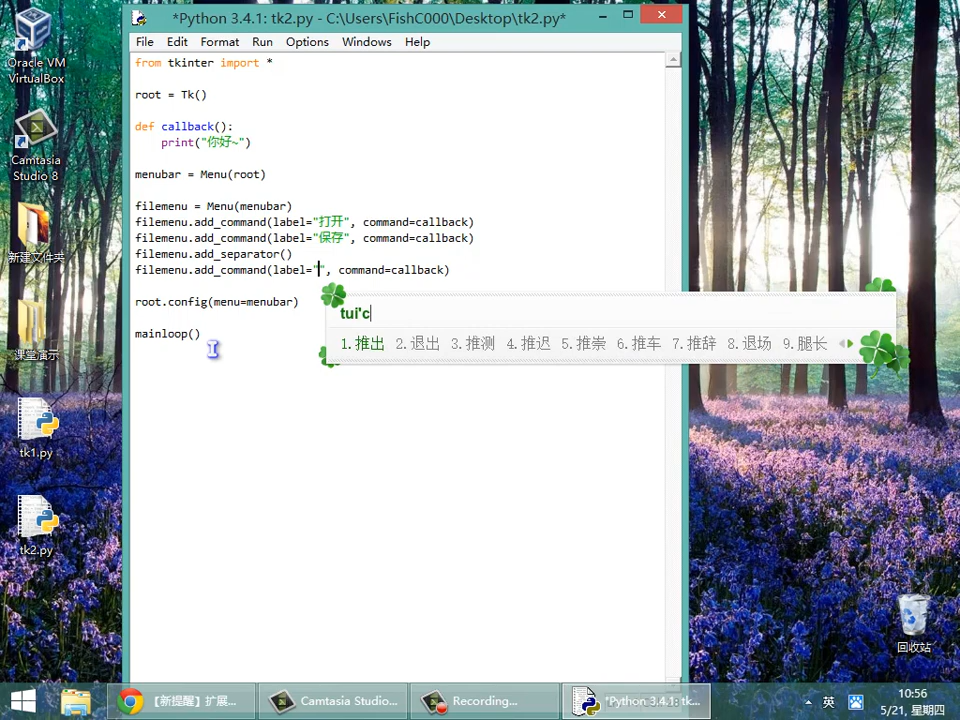 Oracle VM
VirtualBox
Camtasia
Studio 8
新建文件夹
课堂演示
tk1.py
tk2.py
*Python 3.4.1: tk2.py - C:\Users\FishC000\Desktop\tk2.py*
File Edit Format Run Options Windows Help
from tkinter import *
root = Tk()
def callback():
print("你好~")
menubar = Menu(root)
filemenu = Menu(menubar)
filemenu.add_command(label="打开", command=callback)
filemenu.add_command(label="保存", command=callback)
filemenu.add_separator()
filemenu.add_command(label="", command=callback)
root.config(menu=menubar)
mainloop()
tui'c
1.推出 2.退出 3.推测 4.推迟 5.推崇 6.推车 7.推辞 8.退场 9.腿长
回收站
【新提醒】扩展...
Camtasia Studio...
Recording...
*Python 3.4.1: tk...
英
10:56
5/21, 星期四